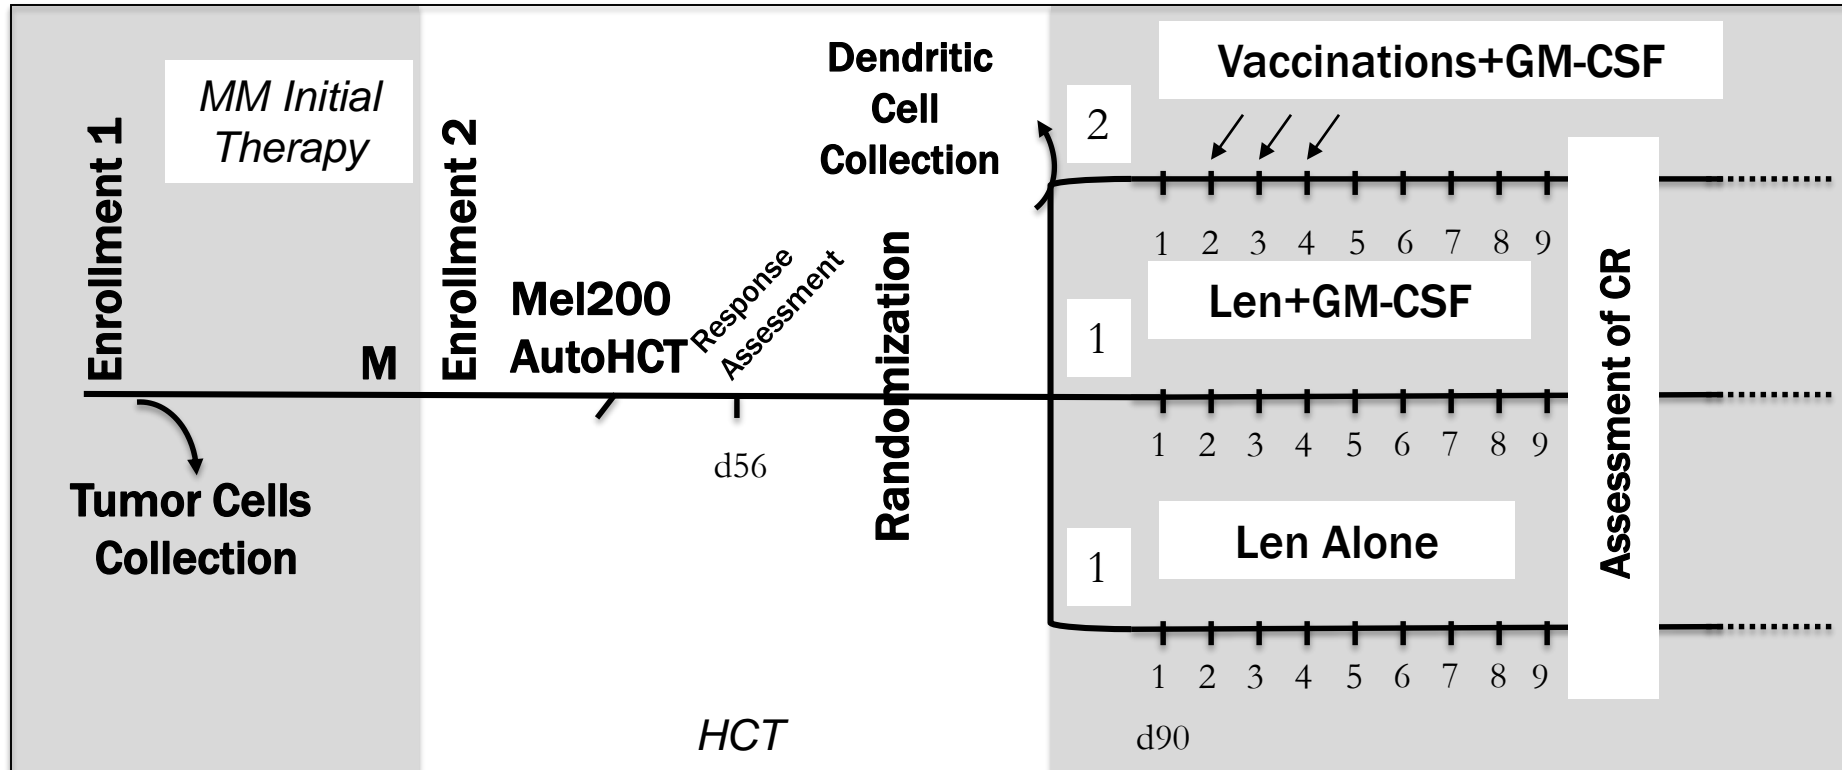 Enrollment 1
MM Initial
Therapy
M
Tumor Cells
Collection
Enrollment 2
Mel200
AutoHCT
Response
Assessment
d56
HCT
Randomization
Dendritic
Cell
Collection
2
Vaccinations+GM-CSF
1 2 3 4 5 6 7 8 9
1
Len+GM-CSF
1 2 3 4 5 6 7 8 9
1
Len Alone
1 2 3 4 5 6 7 8 9
d90
Assessment of CR